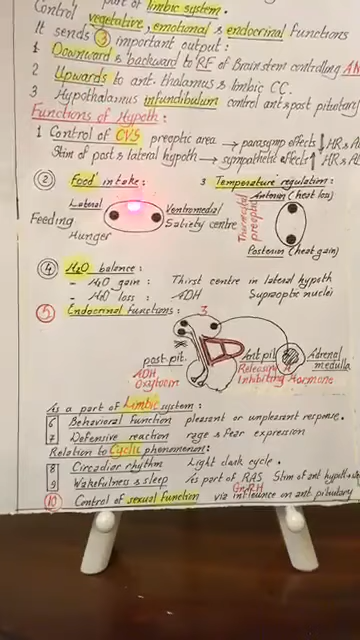 part of limbic system.
Control vegetative, emotional & endocrinal functions
It sends 3 important output:
1 Downward & backward to RF of Brainstem controlling AN
2 Upwards to ant. thalamus & limbic CC.
3 Hypothalamus infundibulum control ant & post pituitary
Functions of Hypoth:
1 Control of CVS preoptic area → parasymp effects ↓ HR &
Stim of post & lateral hypoth → sympathetic effects ↑ HR &
2 Food intake:
Lateral
Feeding
Hunger
Ventromedial
Satiety centre
3 Temperature regulation:
Anterior (heat loss)
preoptic
Posterior (heat gain)
4 H2O balance:
- H2O gain: Thirst centre in lateral hypoth
- H2O loss: ADH Supraoptic nuclei
5 Endocrinal functions: 3
post pit.
ADH
Oxytocin
Ant pit
Releasing &
Inhibiting Hormone
Adrenal
medulla
As a part of Limbic system:
6 Behavioral function pleasant or unpleasant response.
7 Defensive reaction rage & fear expression
Relation to Cyclic phenomenon:
8 Circadian rhythm Light dark cycle.
9 Wakefulness & sleep As part of RAS Stim of ant hypoth →
GnRH
10 Control of sexual function via influence on ant pituitary